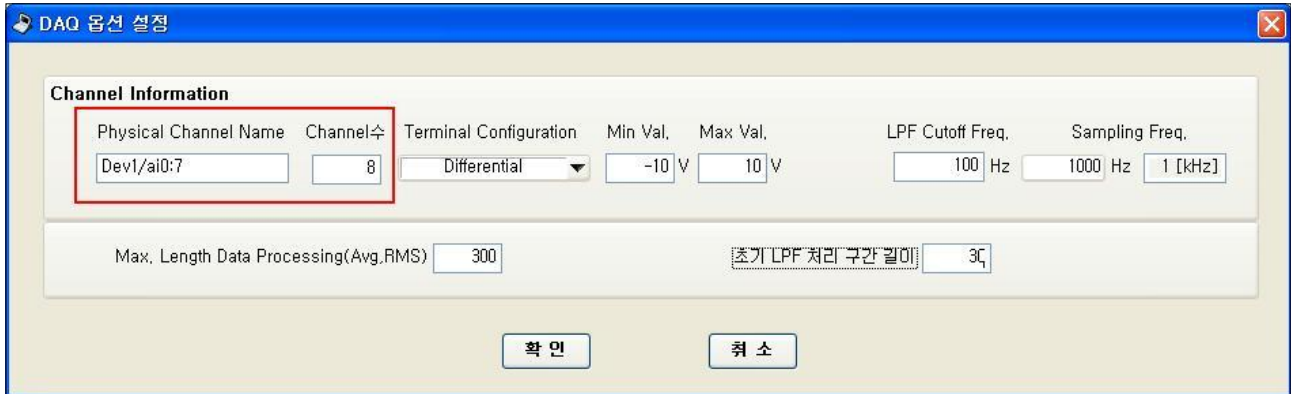 DAQ 옵션 설정
Channel Information
Physical Channel Name Channel수 Terminal Configuration Min Val. Max Val. LPF Cutoff Freq. Sampling Freq.
Dev1/ai0:7 8 Differential -10 V 10 V 100 Hz 1000 Hz 1 [kHz]
Max. Length Data Processing(Avg,RMS) 300 초기 LPF 처리 구간 길이
확 인 취 소